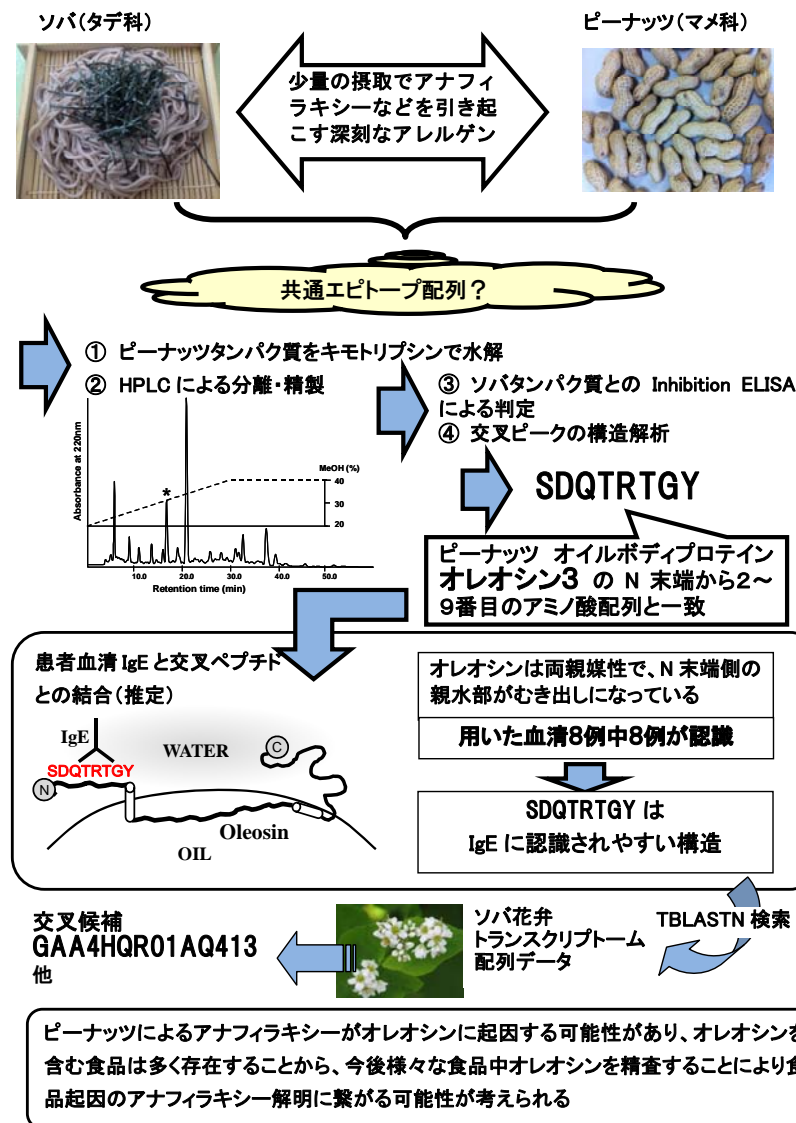 ソバ（タデ科）
ピーナッツ（マメ科）
少量の摂取でアナフィ
ラキシーなどを引き起
こす深刻なアレルゲン
共通エピトープ配列？
① ピーナッツタンパク質をキモトリプシンで水解
② HPLC による分離・精製
③ ソバタンパク質との Inhibition ELISA
による判定
④ 交叉ピークの構造解析
Absorbance at 220nm
*
MeOH (%)
40
30
20
10.0 20.0 30.0 40.0 50.0
Retention time (min)
SDQTRTGY
ピーナッツ オイルボディプロテイン
オレオシン3 の N 末端から2～
9番目のアミノ酸配列と一致
患者血清 IgE と交叉ペプチド
との結合（推定）
IgE
SDQTRTGY
N
WATER
C
Oleosin
OIL
オレオシンは両親媒性で、N 末端側の
親水部がむき出しになっている
用いた血清8例中8例が認識
SDQTRTGY は
IgE に認識されやすい構造
TBLASTN 検索
ソバ花弁
トランスクリプトーム
配列データ
交叉候補
GAA4HQR01AQ413
他
ピーナッツによるアナフィラキシーがオレオシンに起因する可能性があり、オレオシンを
含む食品は多く存在することから、今後様々な食品中オレオシンを精査することにより食
品起因のアナフィラキシー解明に繋がる可能性が考えられる